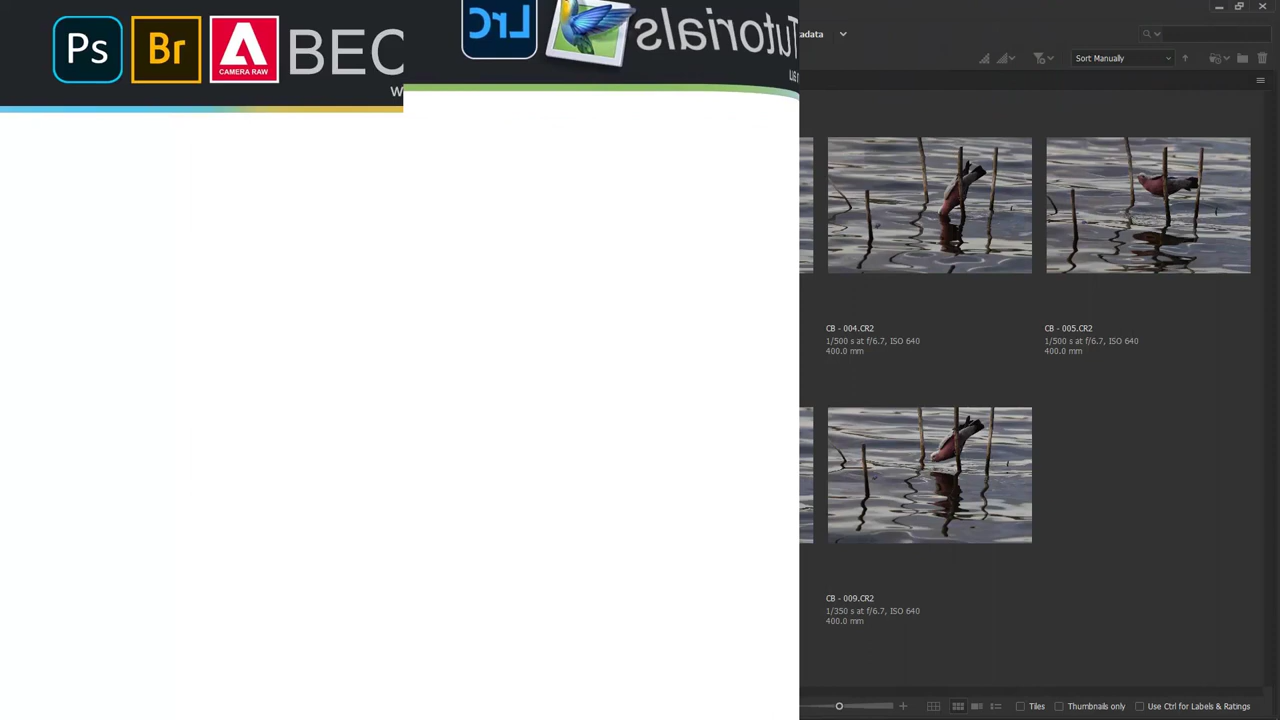 Ps Br CAMERA RAW BEC
W
LrC Tutorials
adata
Sort Manually
CB - 004.CR2
1/500 s at f/6.7, ISO 640
400.0 mm
CB - 005.CR2
1/500 s at f/6.7, ISO 640
400.0 mm
CB - 009.CR2
1/350 s at f/6.7, ISO 640
400.0 mm
Tiles
Thumbnails only
Use Ctrl for Labels & Ratings